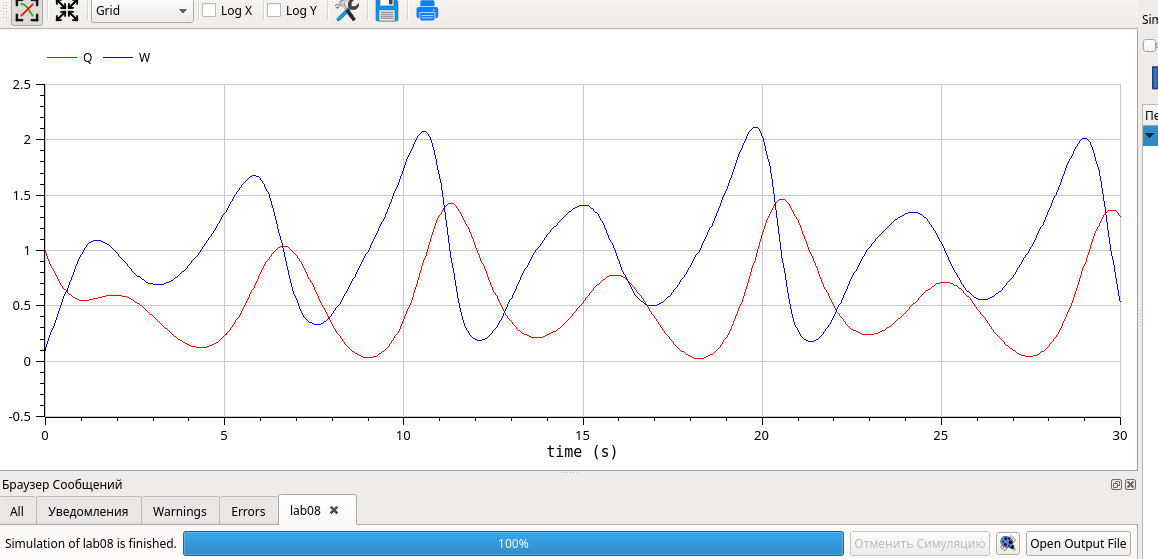 Grid Log X Log Y
Sim
Q W
2.5
2
1.5
1
0.5
0
-0.5
0 5 10 15 20 25 30
time (s)
Пе
Браузер Сообщений
All Уведомления Warnings Errors lab08
Simulation of lab08 is finished. 100% Отменить Симуляцию Open Output File